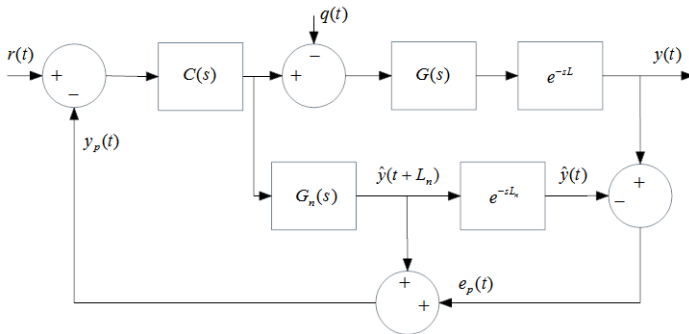 q(t)
r(t)
+
−
C(s)
−
+
G(s)
e^{-sL}
y(t)
y_p(t)
G_n(s)
ŷ(t + L_n)
e^{-sL_n}
ŷ(t)
+
−
+
+
e_p(t)